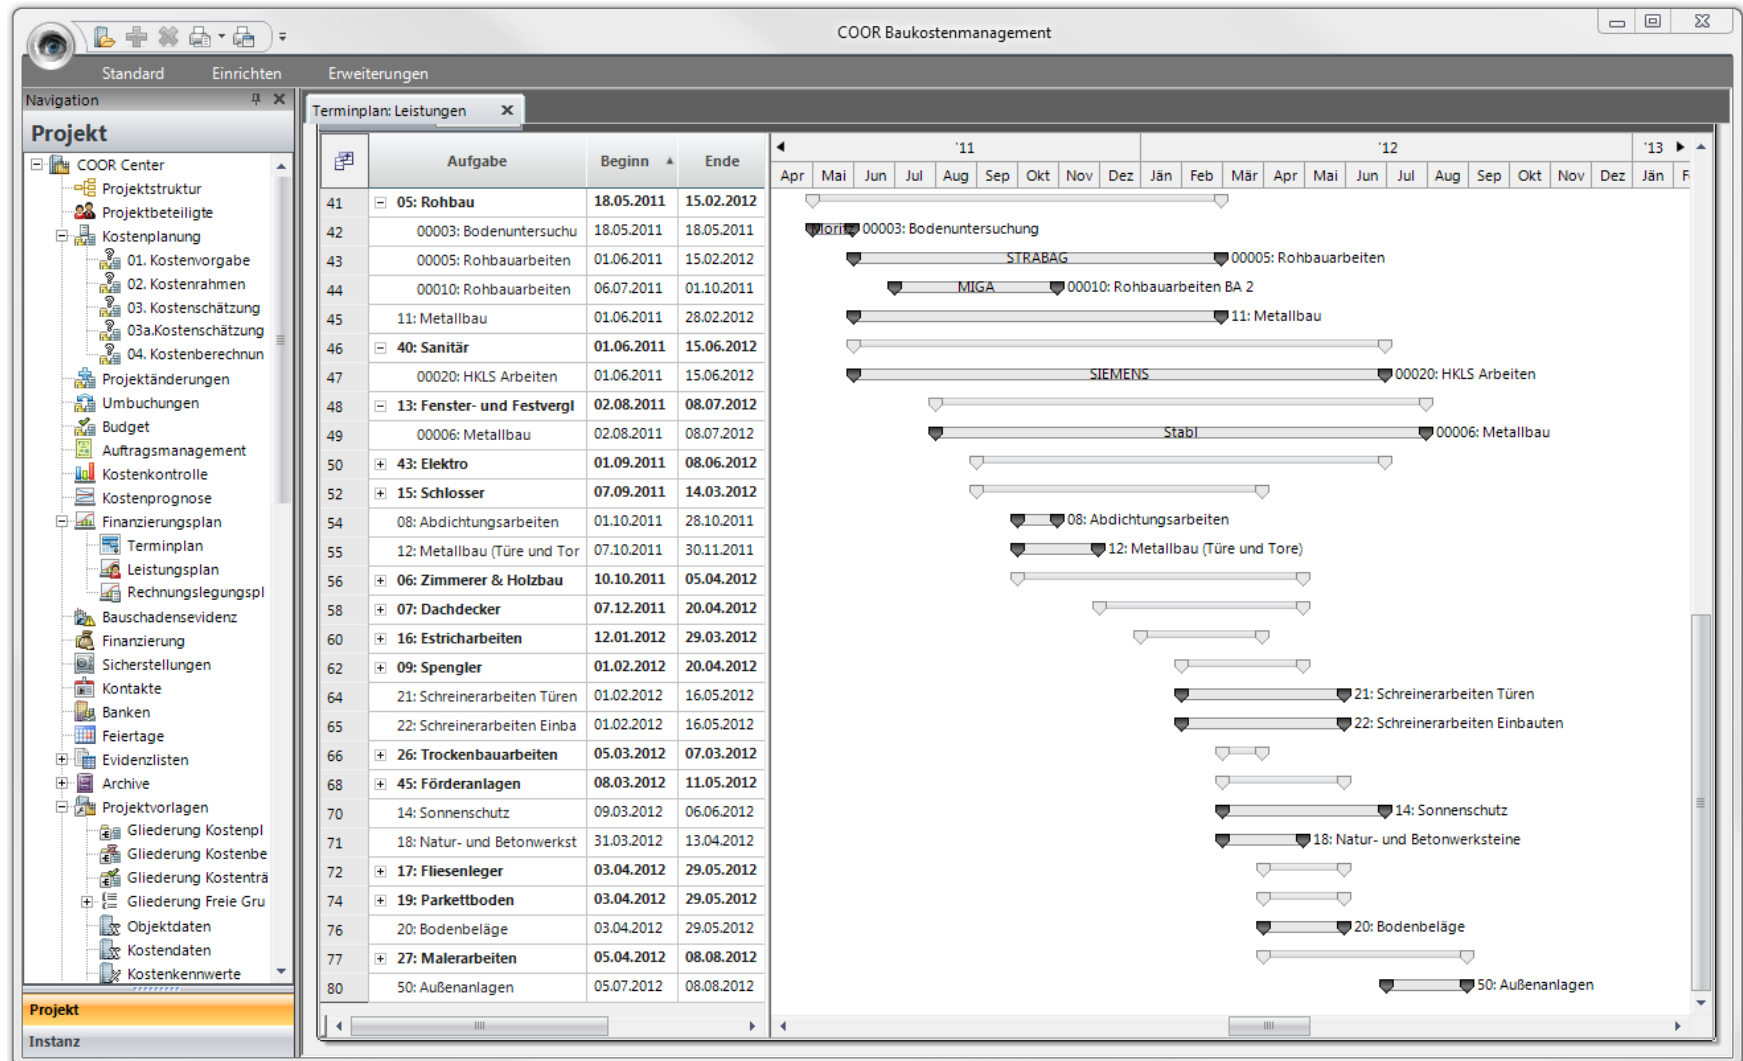 COOR Baukostenmanagement
Standard Einrichten Erweiterungen
Navigation
Projekt
COOR Center
Projektstruktur
Projektbeteiligte
Kostenplanung
01. Kostenvorgabe
02. Kostenrahmen
03. Kostenschätzung
03a.Kostenschätzung
04. Kostenberechnun
Projektänderungen
Umbuchungen
Budget
Auftragsmanagement
Kostenkontrolle
Kostenprognose
Finanzierungsplan
Terminplan
Leistungsplan
Rechnungslegungspl
Bauschadensevidenz
Finanzierung
Sicherstellungen
Kontakte
Banken
Feiertage
Evidenzlisten
Archive
Projektvorlagen
Gliederung Kostenpl
Gliederung Kostenbe
Gliederung Kostenträ
Gliederung Freie Gru
Objektdaten
Kostendaten
Kostenkennwerte
Projekt
Instanz
Terminplan: Leistungen
Aufgabe Beginn Ende
'11 '12 '13
Apr Mai Jun Jul Aug Sep Okt Nov Dez Jän Feb Mär Apr Mai Jun Jul Aug Sep Okt Nov Dez Jän F
41 05: Rohbau 18.05.2011 15.02.2012
42 00003: Bodenuntersuchu 18.05.2011 18.05.2011 Moritz 00003: Bodenuntersuchung
43 00005: Rohbauarbeiten 01.06.2011 15.02.2012 STRABAG 00005: Rohbauarbeiten
44 00010: Rohbauarbeiten 06.07.2011 01.10.2011 MIGA 00010: Rohbauarbeiten BA 2
45 11: Metallbau 01.06.2011 28.02.2012 11: Metallbau
46 40: Sanitär 01.06.2011 15.06.2012
47 00020: HKLS Arbeiten 01.06.2011 15.06.2012 SIEMENS 00020: HKLS Arbeiten
48 13: Fenster- und Festvergl 02.08.2011 08.07.2012
49 00006: Metallbau 02.08.2011 08.07.2012 Stabl 00006: Metallbau
50 43: Elektro 01.09.2011 08.06.2012
52 15: Schlosser 07.09.2011 14.03.2012
54 08: Abdichtungsarbeiten 01.10.2011 28.10.2011 08: Abdichtungsarbeiten
55 12: Metallbau (Türe und Tor 07.10.2011 30.11.2011 12: Metallbau (Türe und Tore)
56 06: Zimmerer & Holzbau 10.10.2011 05.04.2012
58 07: Dachdecker 07.12.2011 20.04.2012
60 16: Estricharbeiten 12.01.2012 29.03.2012
62 09: Spengler 01.02.2012 20.04.2012
64 21: Schreinerarbeiten Türen 01.02.2012 16.05.2012 21: Schreinerarbeiten Türen
65 22: Schreinerarbeiten Einba 01.02.2012 16.05.2012 22: Schreinerarbeiten Einbauten
66 26: Trockenbauarbeiten 05.03.2012 07.03.2012
68 45: Förderanlagen 08.03.2012 11.05.2012
70 14: Sonnenschutz 09.03.2012 06.06.2012 14: Sonnenschutz
71 18: Natur- und Betonwerkst 31.03.2012 13.04.2012 18: Natur- und Betonwerksteine
72 17: Fliesenleger 03.04.2012 29.05.2012
74 19: Parkettboden 03.04.2012 29.05.2012
76 20: Bodenbeläge 03.04.2012 29.05.2012 20: Bodenbeläge
77 27: Malerarbeiten 05.04.2012 08.08.2012
80 50: Außenanlagen 05.07.2012 08.08.2012 50: Außenanlagen